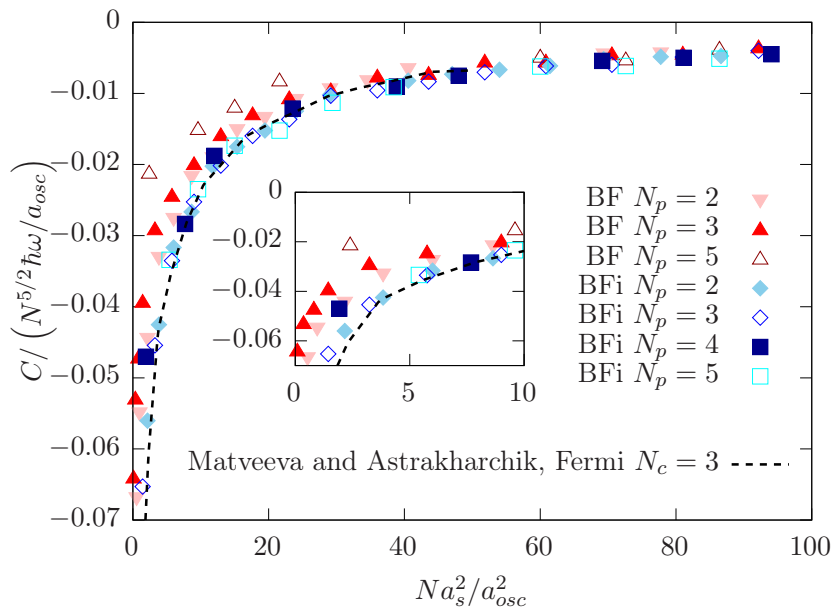 0
−0.01
−0.02
−0.03
−0.04
−0.05
−0.06
−0.07
0
20
40
60
80
100
C/(N^{5/2}ħω/a_{osc})
Na_s^2/a_{osc}^2
0
−0.02
−0.04
−0.06
0
5
10
BF N_p = 2
BF N_p = 3
BF N_p = 5
BFi N_p = 2
BFi N_p = 3
BFi N_p = 4
BFi N_p = 5
Matveeva and Astrakharchik, Fermi N_c = 3